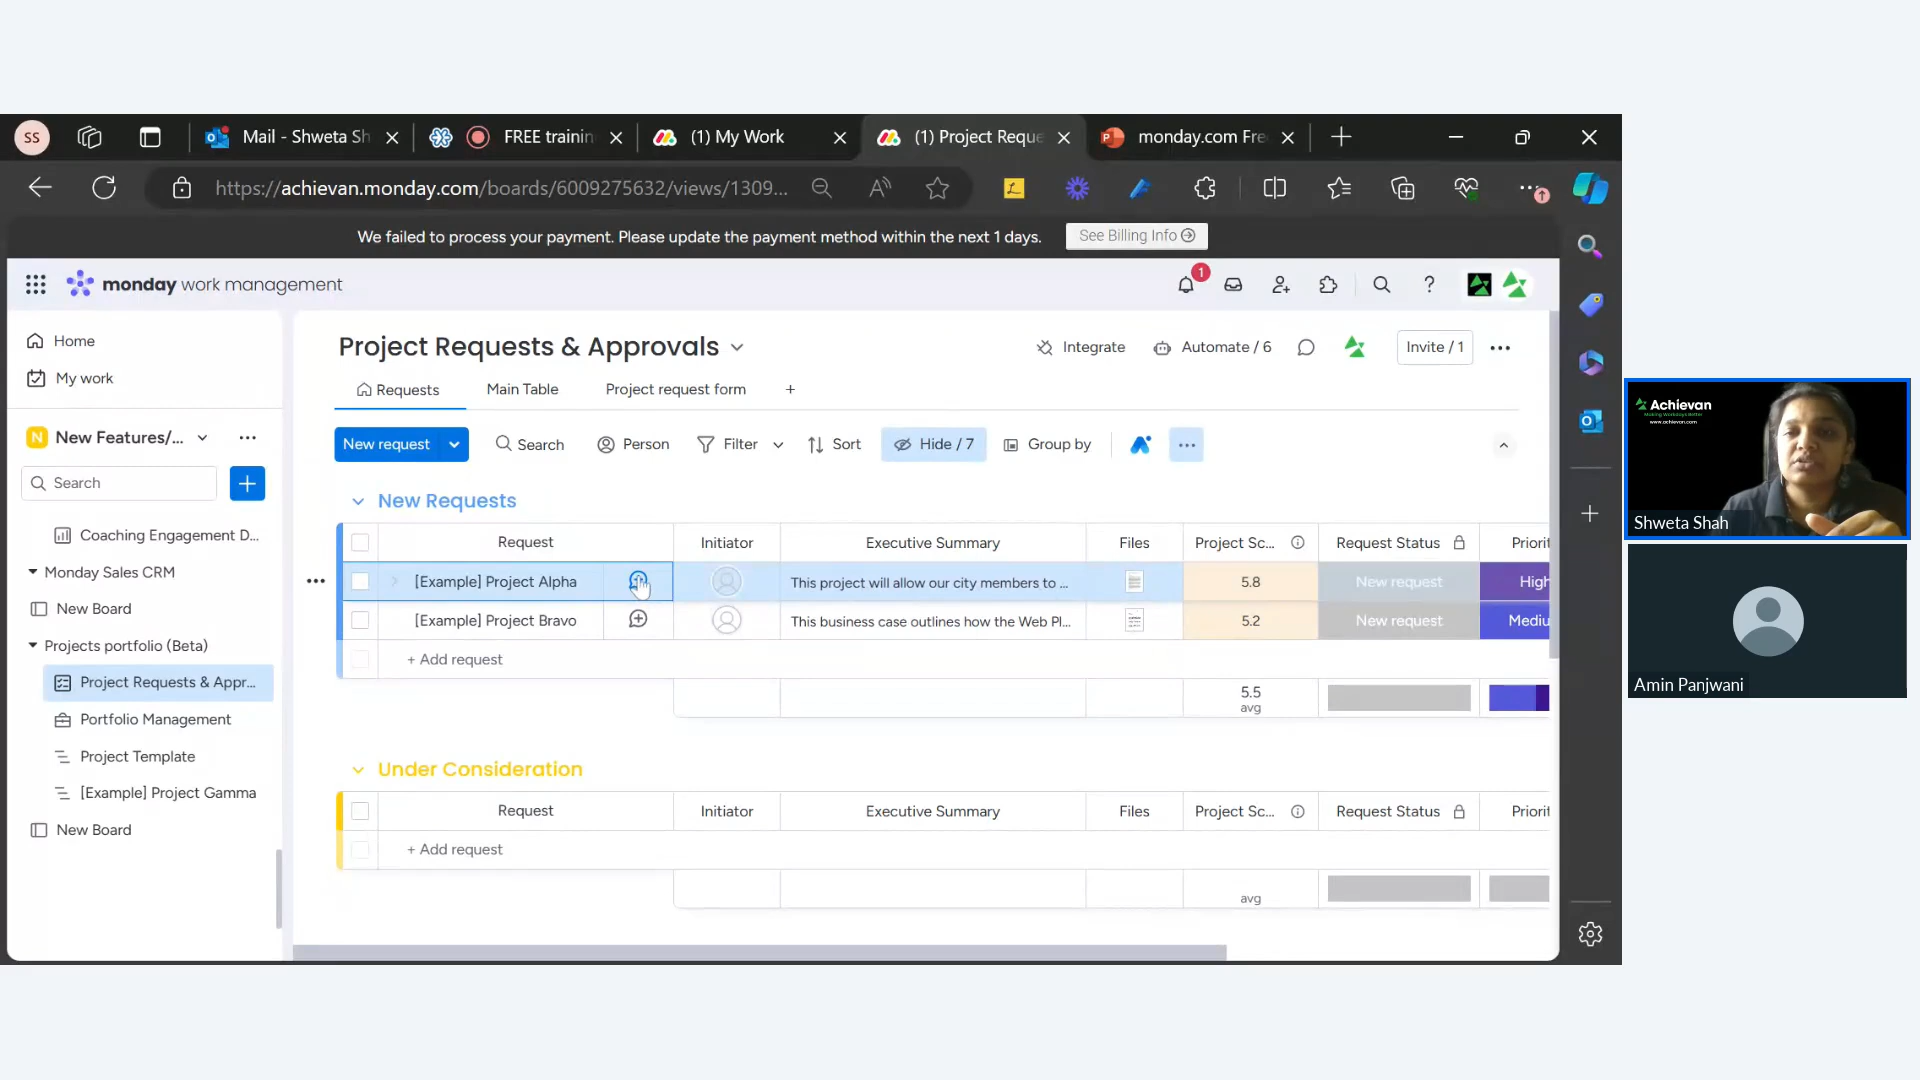 SS
Mail - Shweta Sh
FREE trainin
(1) My Work
(1) Project Reque
monday.com Fre
https://achievan.monday.com/boards/6009275632/views/1309...
We failed to process your payment. Please update the payment method within the next 1 days.
See Billing Info
monday work management
1
Home
My work
N New Features/...
Search
Coaching Engagement D...
Monday Sales CRM
New Board
Projects portfolio (Beta)
Project Requests & Appr...
Portfolio Management
Project Template
[Example] Project Gamma
New Board
Project Requests & Approvals
Integrate
Automate / 6
Invite / 1
Requests
Main Table
Project request form
New request
Search
Person
Filter
Sort
Hide / 7
Group by
New Requests
Request Initiator Executive Summary Files Project Sc... Request Status Priorit
[Example] Project Alpha This project will allow our city members to ... 5.8 New request High
[Example] Project Bravo This business case outlines how the Web Pl... 5.2 New request Mediu
+ Add request
5.5
avg
Under Consideration
Request Initiator Executive Summary Files Project Sc... Request Status Priorit
+ Add request
avg
Achievan
Making Workdays Better
www.achievan.com
Shweta Shah
Amin Panjwani